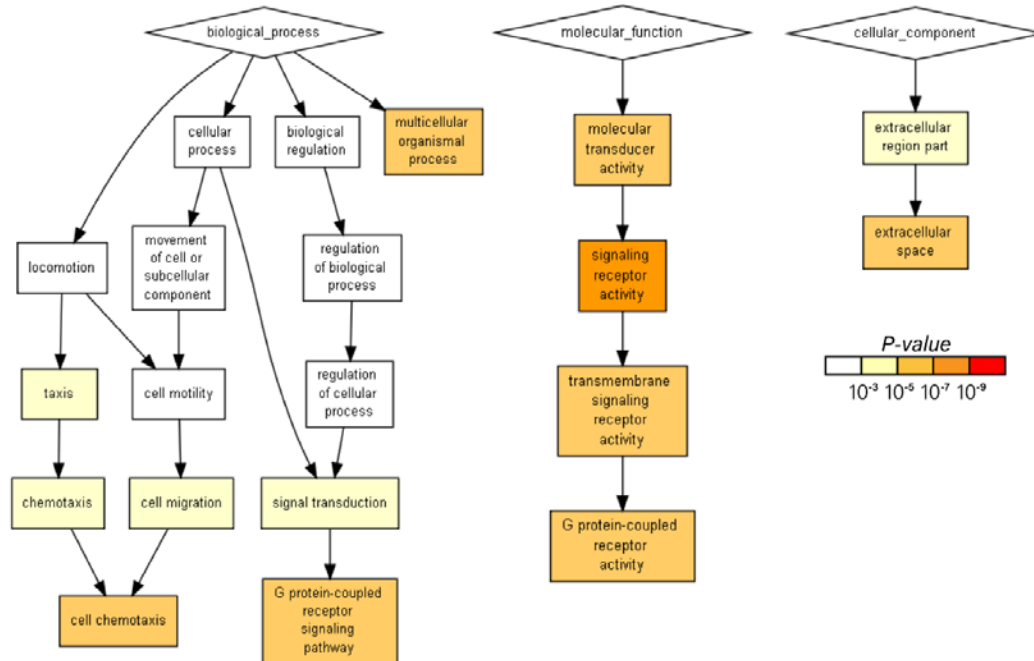 biological_process
molecular_function
cellular_component
cellular
process
biological
regulation
multicellular
organismal
process
molecular
transducer
activity
extracellular
region part
locomotion
movement
of cell or
subcellular
component
regulation
of biological
process
signaling
receptor
activity
extracellular
space
P-value
10-3 10-5 10-7 10-9
taxis
cell motility
regulation
of cellular
process
transmembrane
signaling
receptor
activity
chemotaxis
cell migration
signal transduction
G protein-coupled
receptor
activity
cell chemotaxis
G protein-coupled
receptor
signaling
pathway